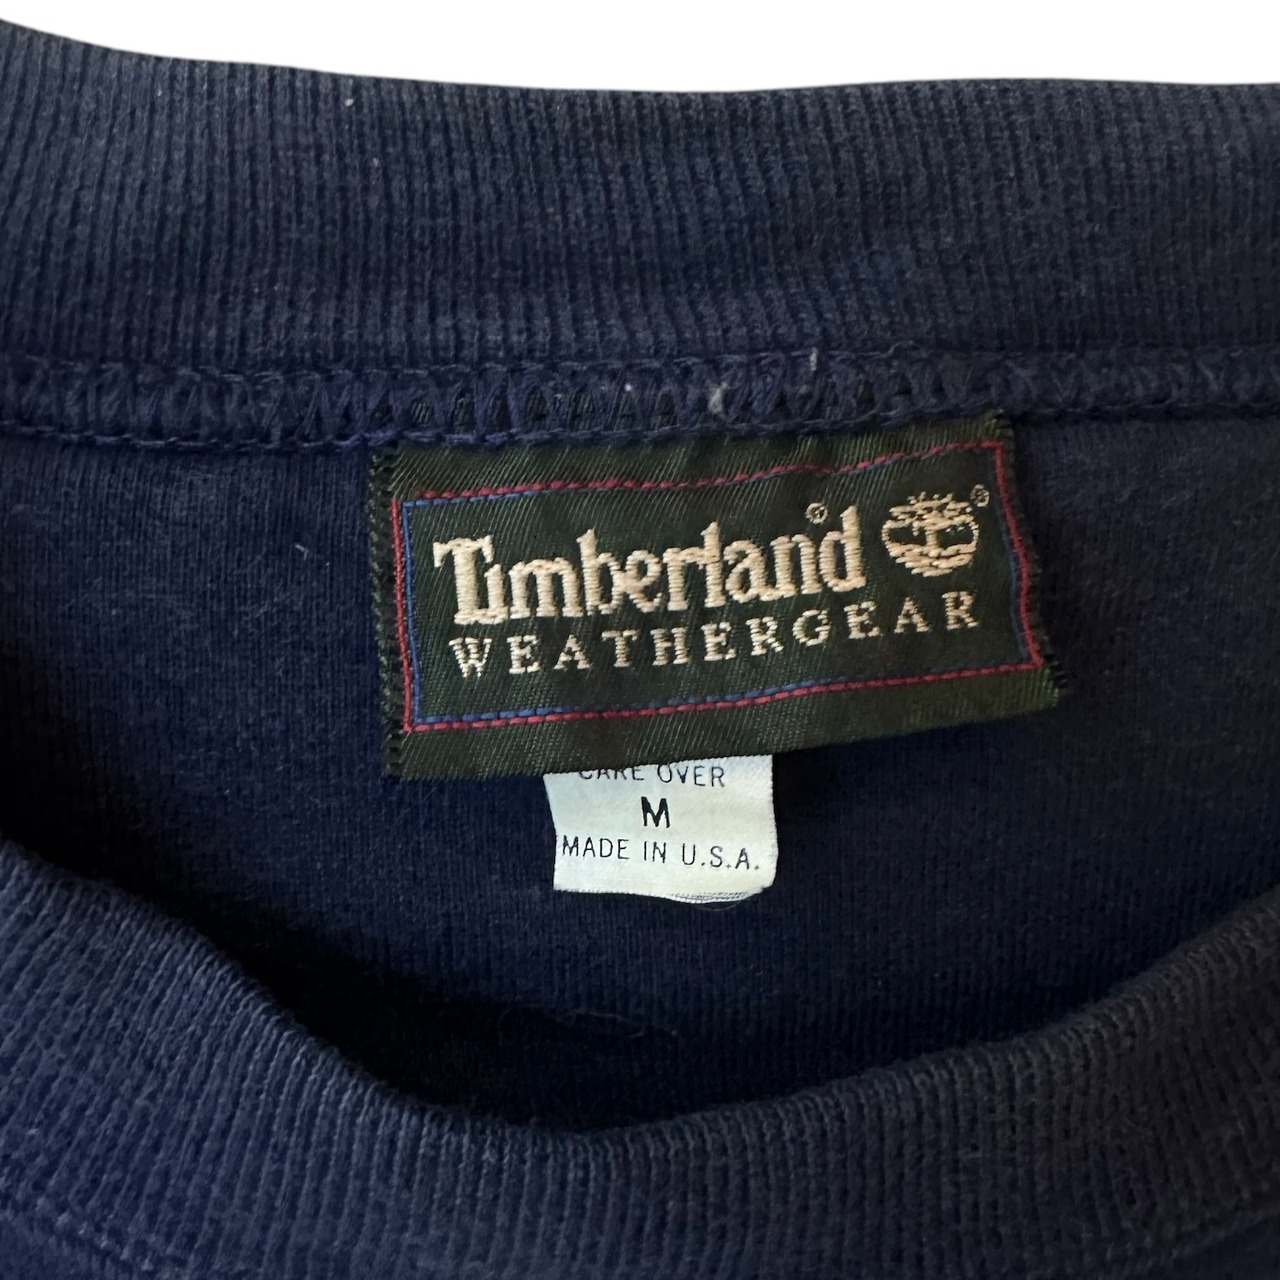 Timberland®
®
WEATHERGEAR
CARE OVER
M
MADE IN U.S.A.